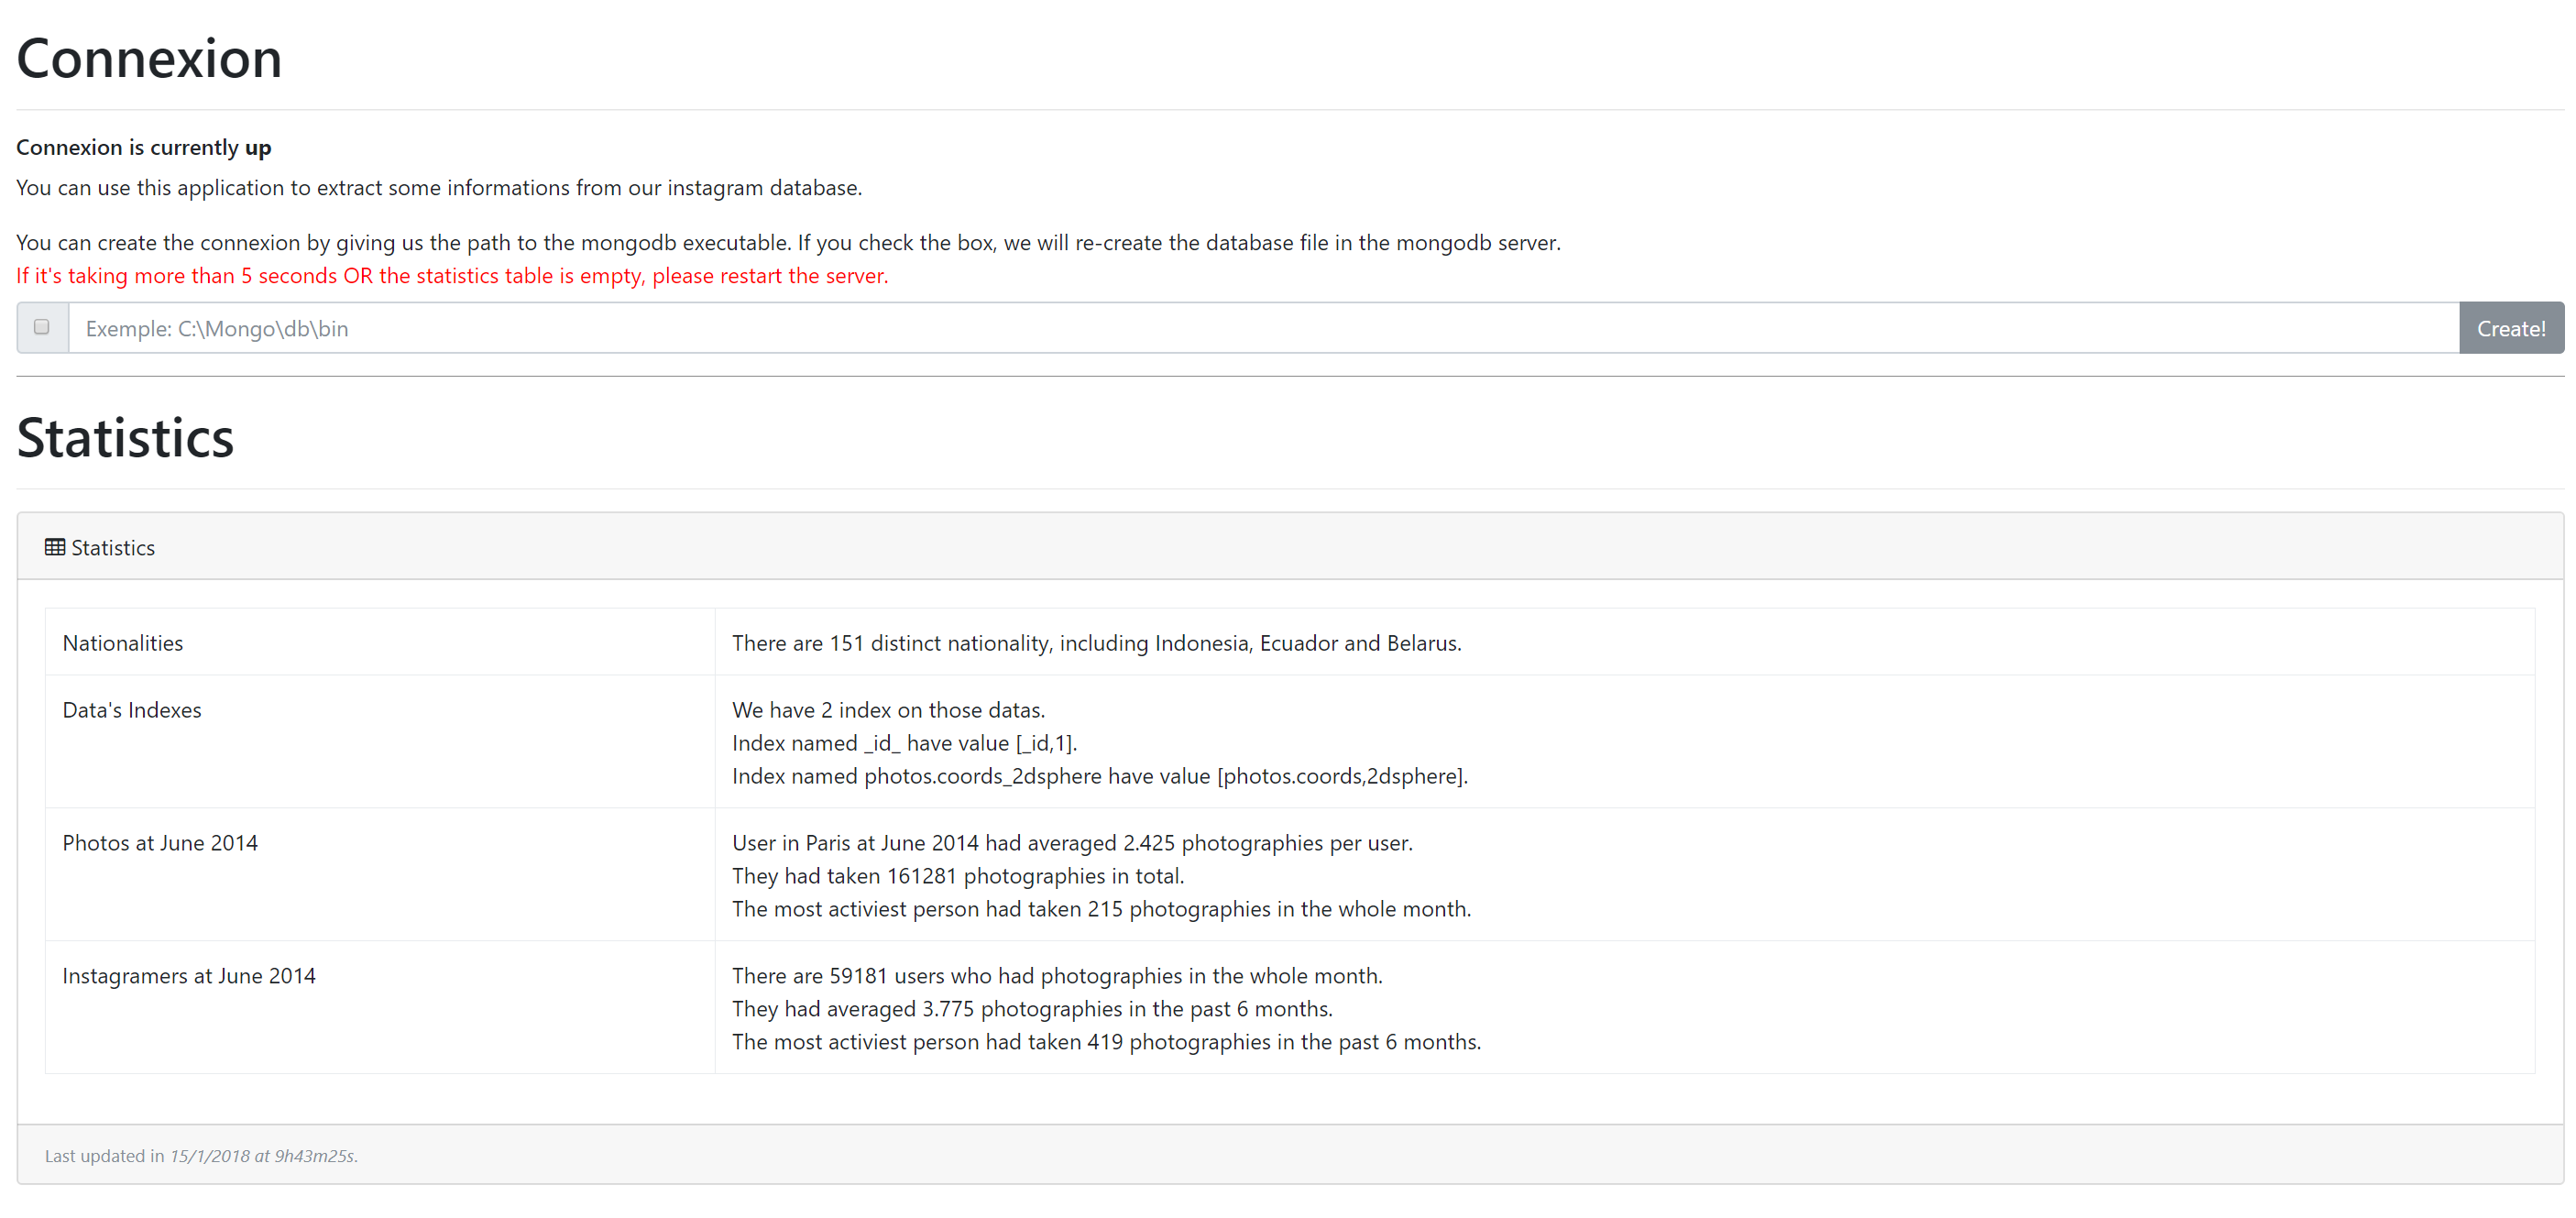 Connexion
Connexion is currently up
You can use this application to extract some informations from our instagram database.
You can create the connexion by giving us the path to the mongodb executable. If you check the box, we will re-create the database file in the mongodb server.
If it's taking more than 5 seconds OR the statistics table is empty, please restart the server.
Exemple: C:\Mongo\db\bin
Create!
Statistics
Statistics
Nationalities
There are 151 distinct nationality, including Indonesia, Ecuador and Belarus.
Data's Indexes
We have 2 index on those datas.
Index named _id_ have value [_id,1].
Index named photos.coords_2dsphere have value [photos.coords,2dsphere].
Photos at June 2014
User in Paris at June 2014 had averaged 2.425 photographies per user.
They had taken 161281 photographies in total.
The most activiest person had taken 215 photographies in the whole month.
Instagramers at June 2014
There are 59181 users who had photographies in the whole month.
They had averaged 3.775 photographies in the past 6 months.
The most activiest person had taken 419 photographies in the past 6 months.
Last updated in 15/1/2018 at 9h43m25s.